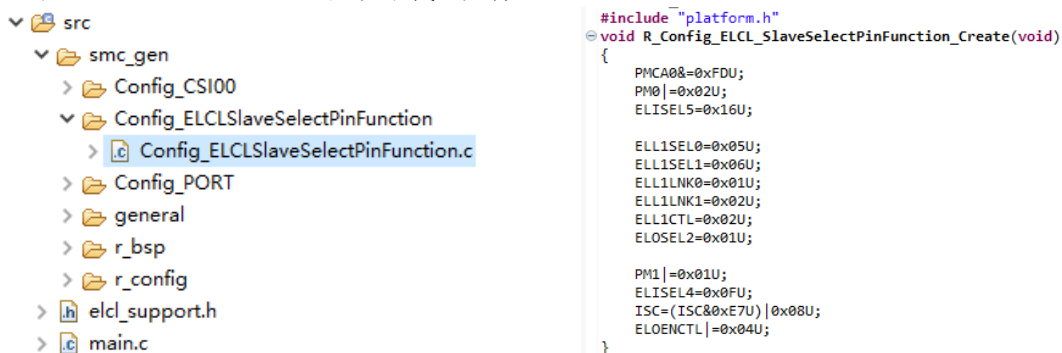 src
smc_gen
Config_CSI00
Config_ELCLSlaveSelectPinFunction
Config_ELCLSlaveSelectPinFunction.c
Config_PORT
general
r_bsp
r_config
elcl_support.h
main.c
#include "platform.h"
void R_Config_ELCL_SlaveSelectPinFunction_Create(void)
{
PMCA0&=0xFDU;
PM0|=0x02U;
ELISEL5=0x16U;
ELL1SEL0=0x05U;
ELL1SEL1=0x06U;
ELL1LNK0=0x01U;
ELL1LNK1=0x02U;
ELL1CTL=0x02U;
ELOSEL2=0x01U;
PM1|=0x01U;
ELISEL4=0x0FU;
ISC=(ISC&0xE7U)|0x08U;
ELOENCTL|=0x04U;
}